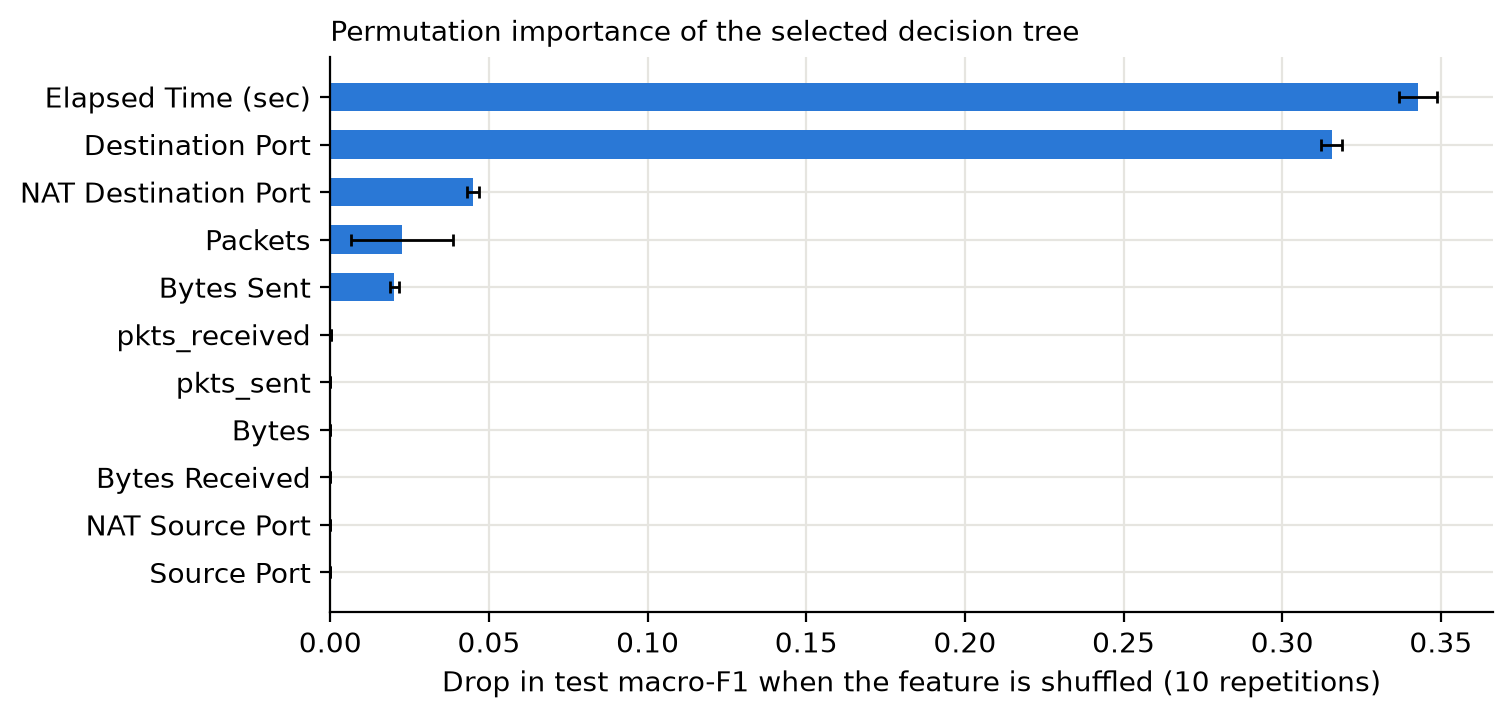 Permutation importance of the selected decision tree
Elapsed Time (sec)
Destination Port
NAT Destination Port
Packets
Bytes Sent
pkts_received
pkts_sent
Bytes
Bytes Received
NAT Source Port
Source Port
0.00 0.05 0.10 0.15 0.20 0.25 0.30 0.35
Drop in test macro-F1 when the feature is shuffled (10 repetitions)